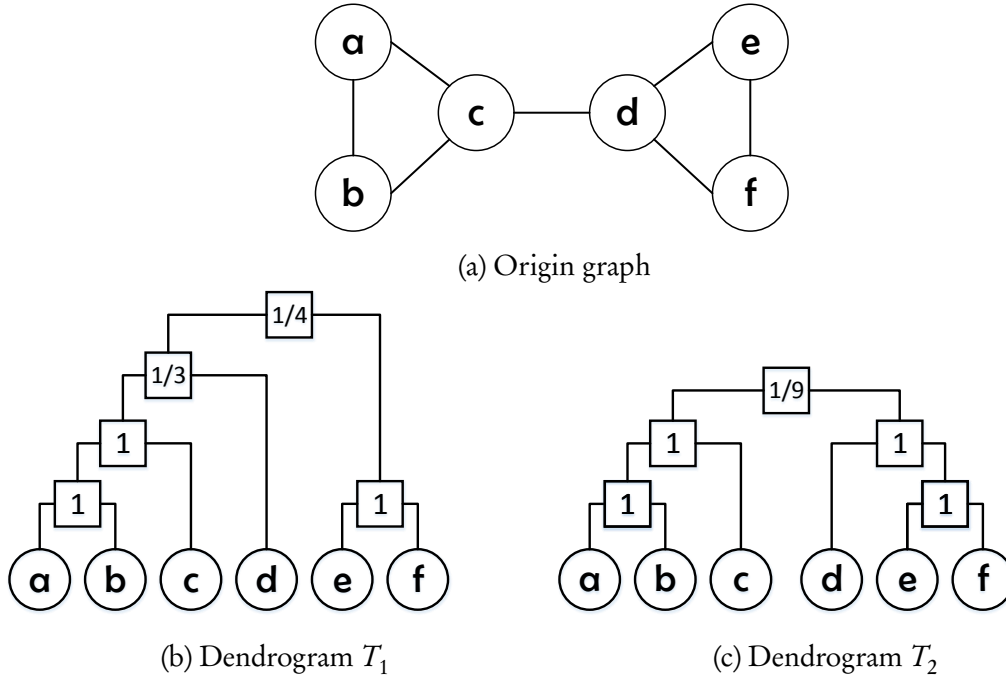 a e
c d
b f
(a) Origin graph
1/4
1/3
1/9
1 1 1
1 1 1 1
a b c d e f a b c d e f
(b) Dendrogram T₁ (c) Dendrogram T₂